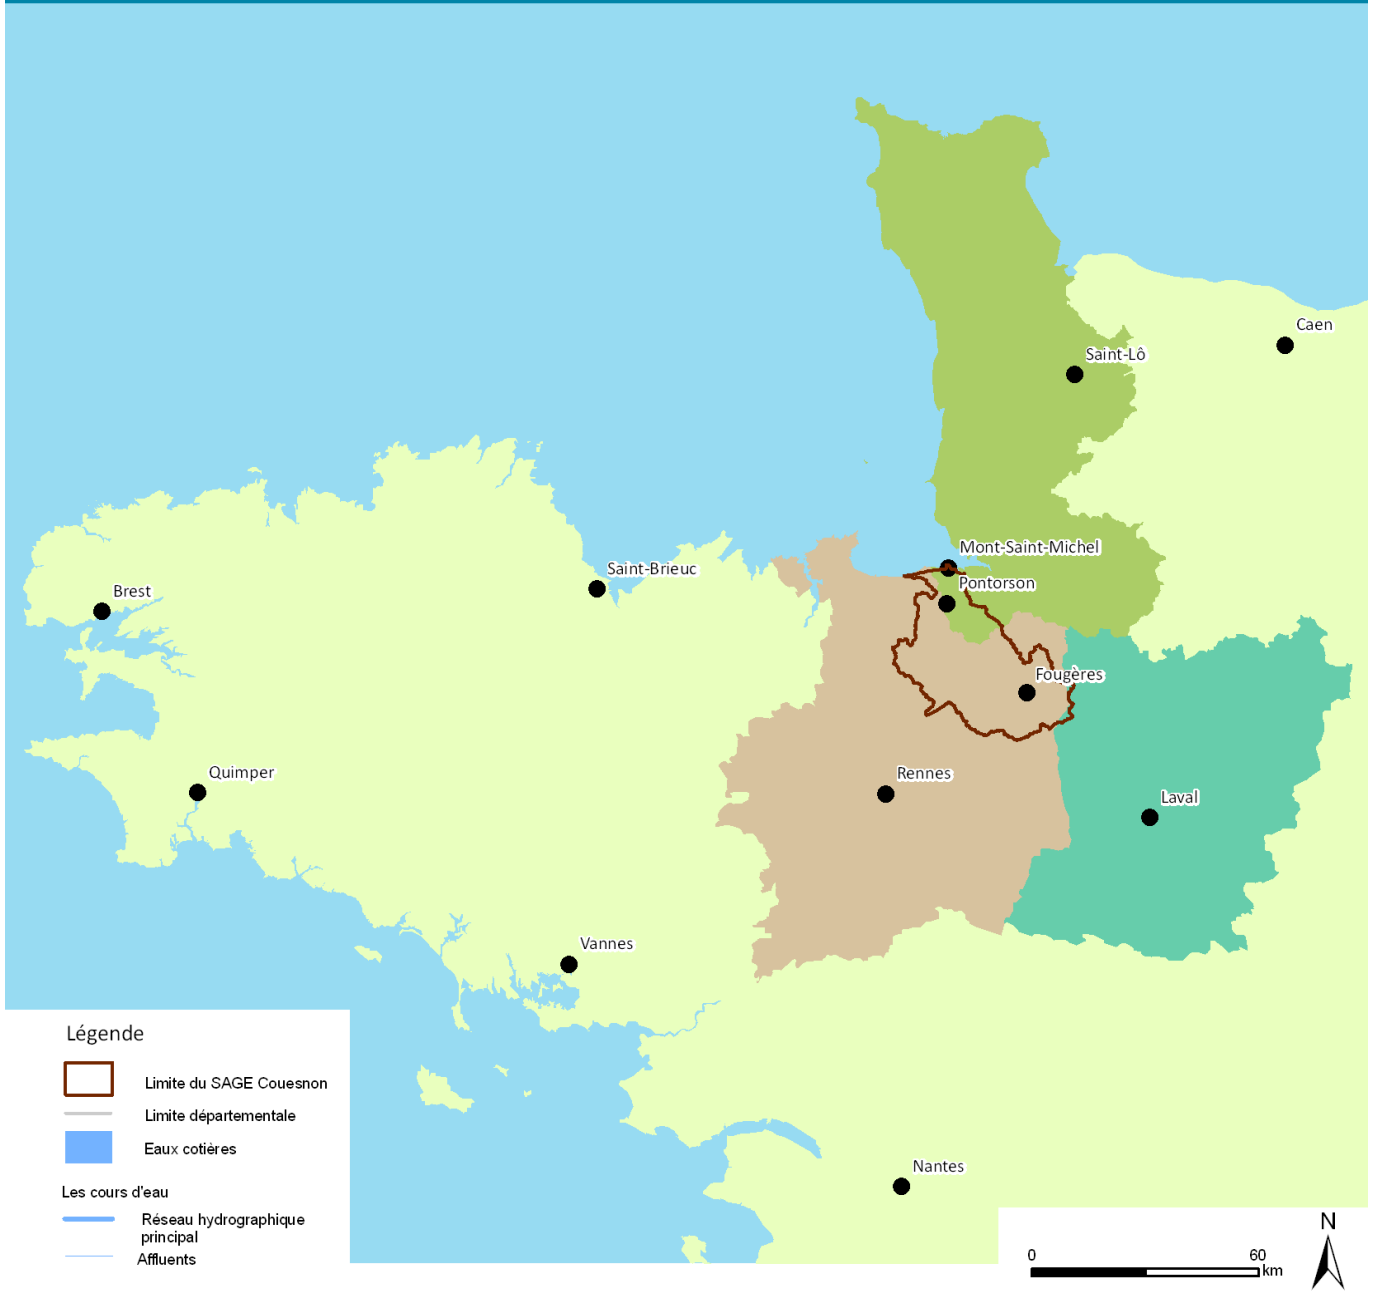 Caen
Saint-Lô
Mont-Saint-Michel
Saint-Brieuc
Pontorson
Brest
Fougères
Quimper
Rennes
Laval
Vannes
Légende
Limite du SAGE Couesnon
Limite départementale
Eaux cotières
Les cours d'eau
Réseau hydrographique
principal
Affluents
Nantes
N
0 60
km